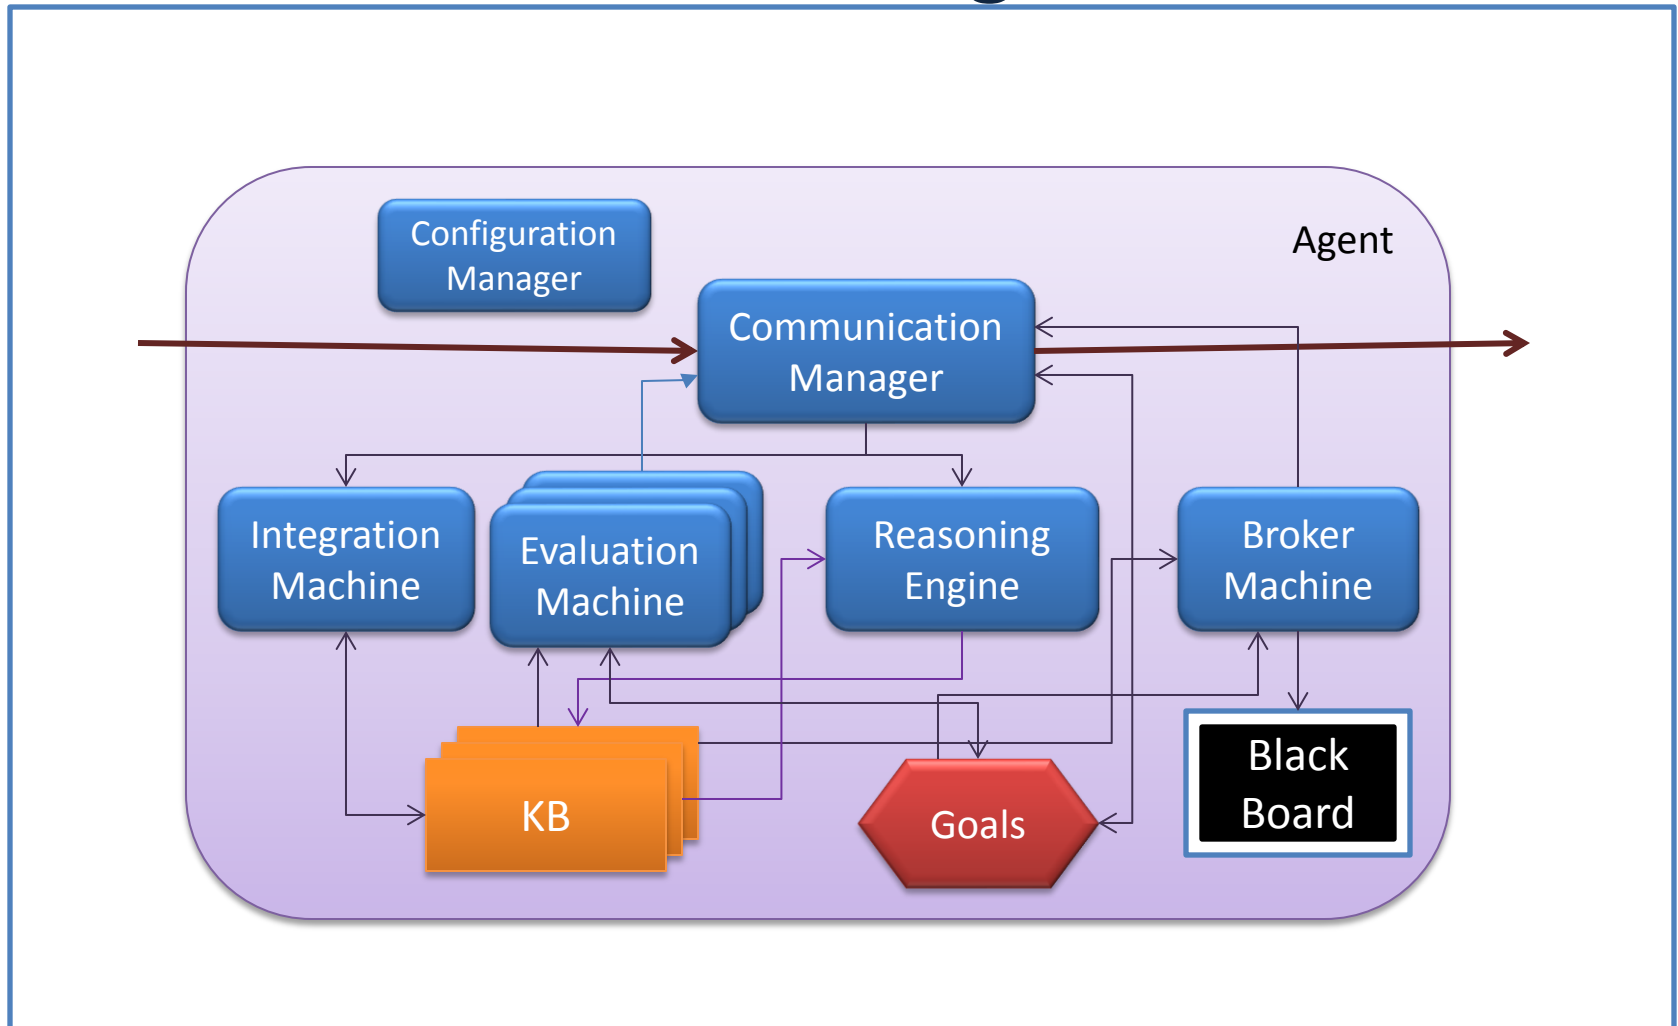 Configuration
Manager
Agent
Communication
Manager
Integration
Machine
Evaluation
Machine
Reasoning
Engine
Broker
Machine
KB
Goals
Black
Board